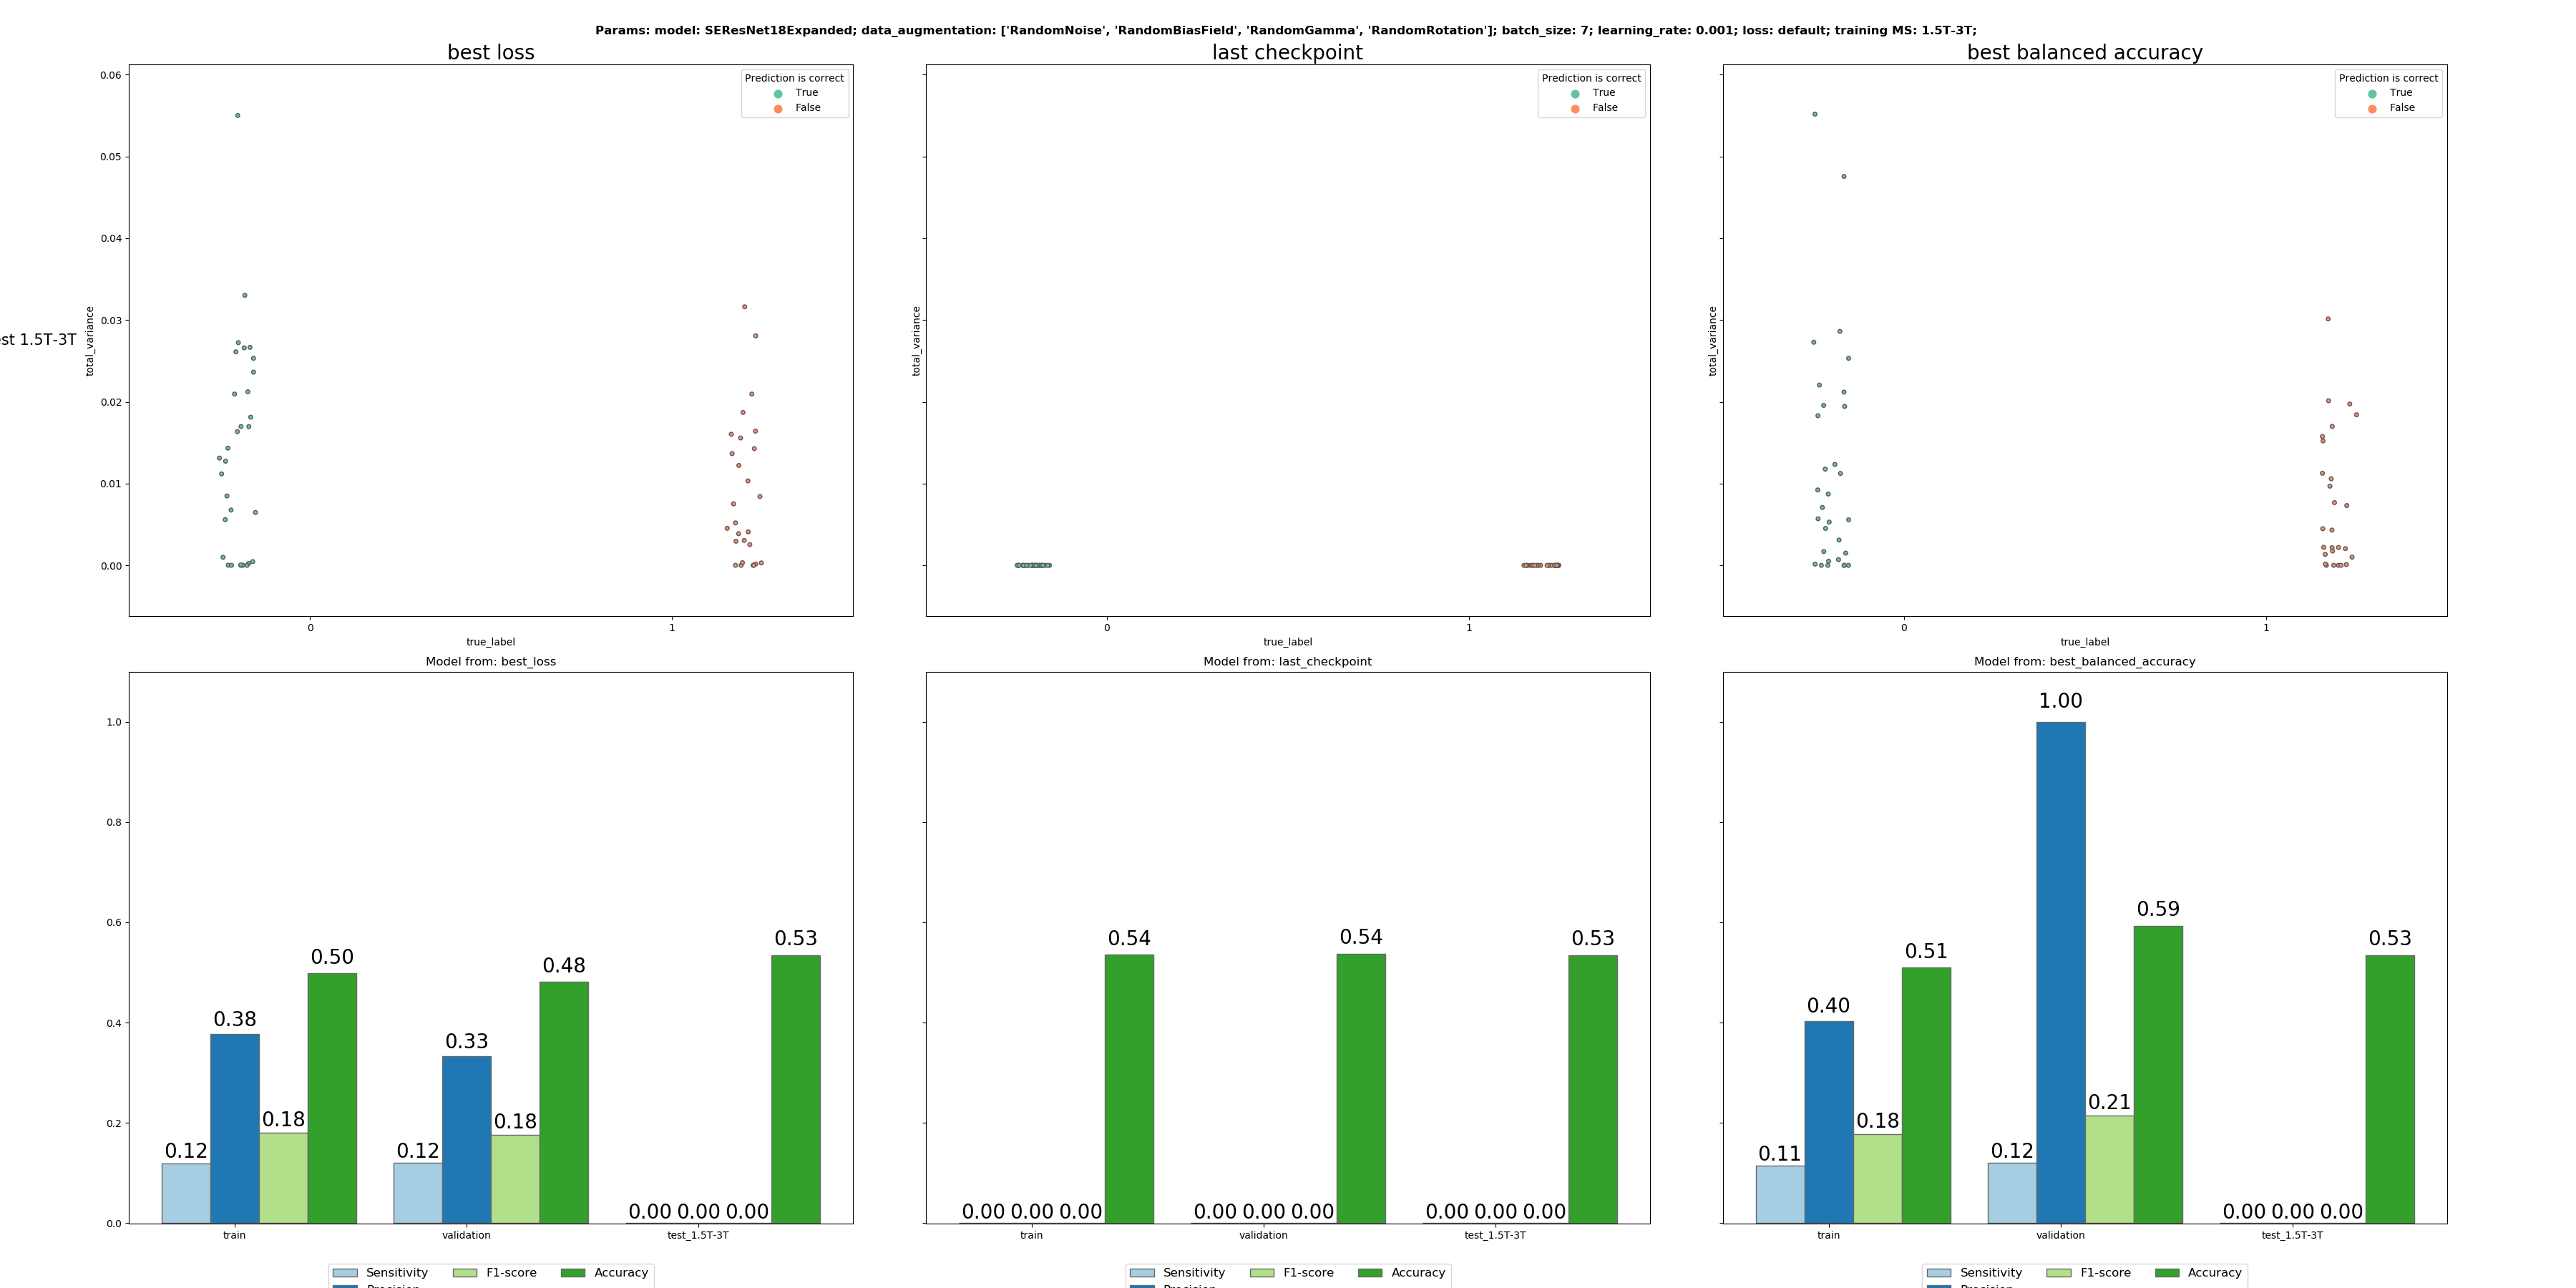 Params: model: SEResNet18Expanded; data_augmentation: ['RandomNoise', 'RandomBiasField', 'RandomGamma', 'RandomRotation']; batch_size: 7; learning_rate: 0.001; loss: default; training MS: 1.5T-3T;
best loss
last checkpoint
best balanced accuracy
Prediction is correct
True
False
Prediction is correct
True
False
Prediction is correct
True
False
0.06
0.05
0.04
0.03
0.02
0.01
0.00
1.5T-3T
total_variance
total_variance
total_variance
0 1
0 1
0 1
true_label
true_label
true_label
Model from: best_loss
Model from: last_checkpoint
Model from: best_balanced_accuracy
1.0
0.8
0.6
0.4
0.2
0.0
0.12 0.38 0.18 0.50
0.12 0.33 0.18 0.48
0.00 0.00 0.00 0.53
train validation test_1.5T-3T
0.00 0.00 0.00 0.54
0.00 0.00 0.00 0.54
0.00 0.00 0.00 0.53
train validation test_1.5T-3T
0.11 0.40 0.18 0.51
0.12 1.00 0.21 0.59
0.00 0.00 0.00 0.53
train validation test_1.5T-3T
Sensitivity F1-score Accuracy
Sensitivity F1-score Accuracy
Sensitivity F1-score Accuracy